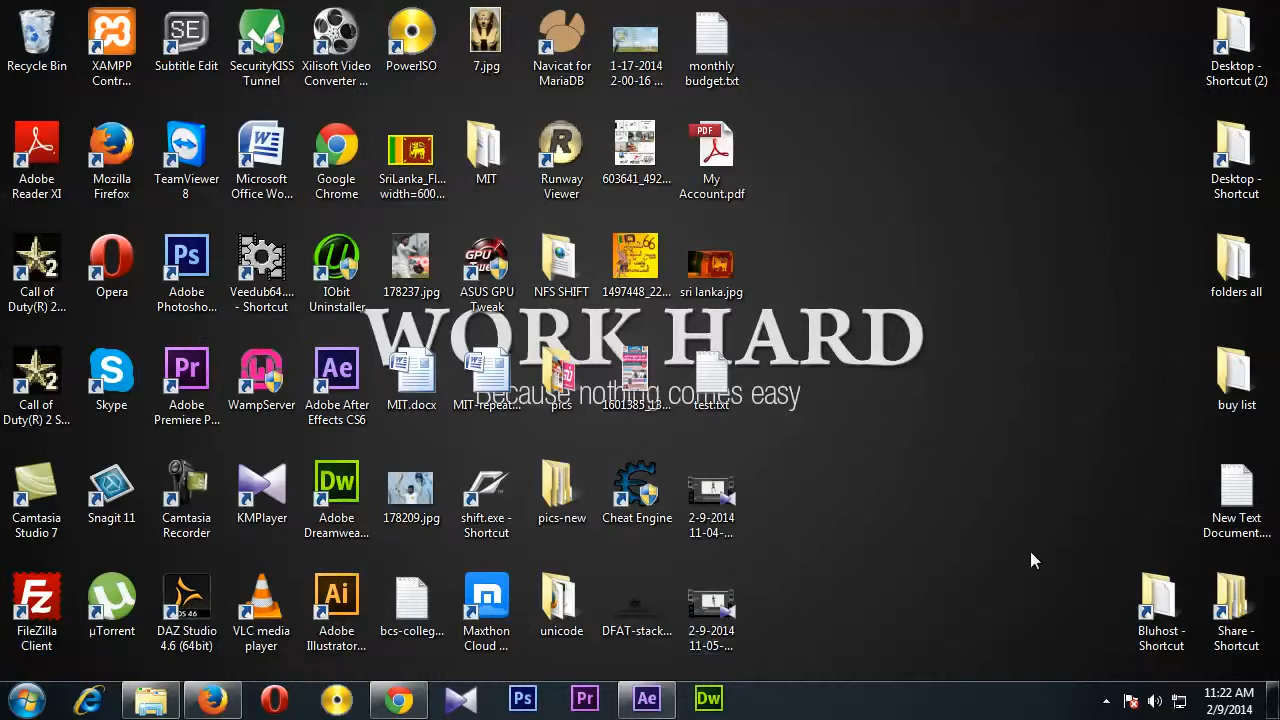 Recycle Bin
XAMPP
Contr...
Subtitle Edit
SecurityKISS
Tunnel
Xilisoft Video
Converter ...
PowerISO
7.jpg
Navicat for
MariaDB
1-17-2014
2-00-16 ...
monthly
budget.txt
Desktop -
Shortcut (2)
Adobe
Reader XI
Mozilla
Firefox
TeamViewer
8
Microsoft
Office Wo...
Google
Chrome
SriLanka_Fl...
width=600...
MIT
Runway
Viewer
603641_492...
My
Account.pdf
Desktop -
Shortcut
Call of
Duty(R) 2...
Opera
Adobe
Photosho...
Veedub64....
- Shortcut
IObit
Uninstaller
178237.jpg
ASUS GPU
Tweak
NFS SHIFT
1497448_22...
sri lanka.jpg
folders all
WORK HARD
Because nothing comes easy
Call of
Duty(R) 2 S...
Skype
Adobe
Premiere P...
WampServer
Adobe After
Effects CS6
MIT.docx
MIT-repeat...
pics
1601385_13...
test.txt
buy list
Camtasia
Studio 7
Snagit 11
Camtasia
Recorder
KMPlayer
Adobe
Dreamwea...
178209.jpg
shift.exe -
Shortcut
pics-new
Cheat Engine
2-9-2014
11-04-...
New Text
Document....
FileZilla
Client
µTorrent
DAZ Studio
4.6 (64bit)
VLC media
player
Adobe
Illustrator...
bcs-colleg...
Maxthon
Cloud ...
unicode
DFAT-stack...
2-9-2014
11-05-...
Bluhost -
Shortcut
Share -
Shortcut
Ps
Pr
Ae
Dw
11:22 AM
2/9/2014